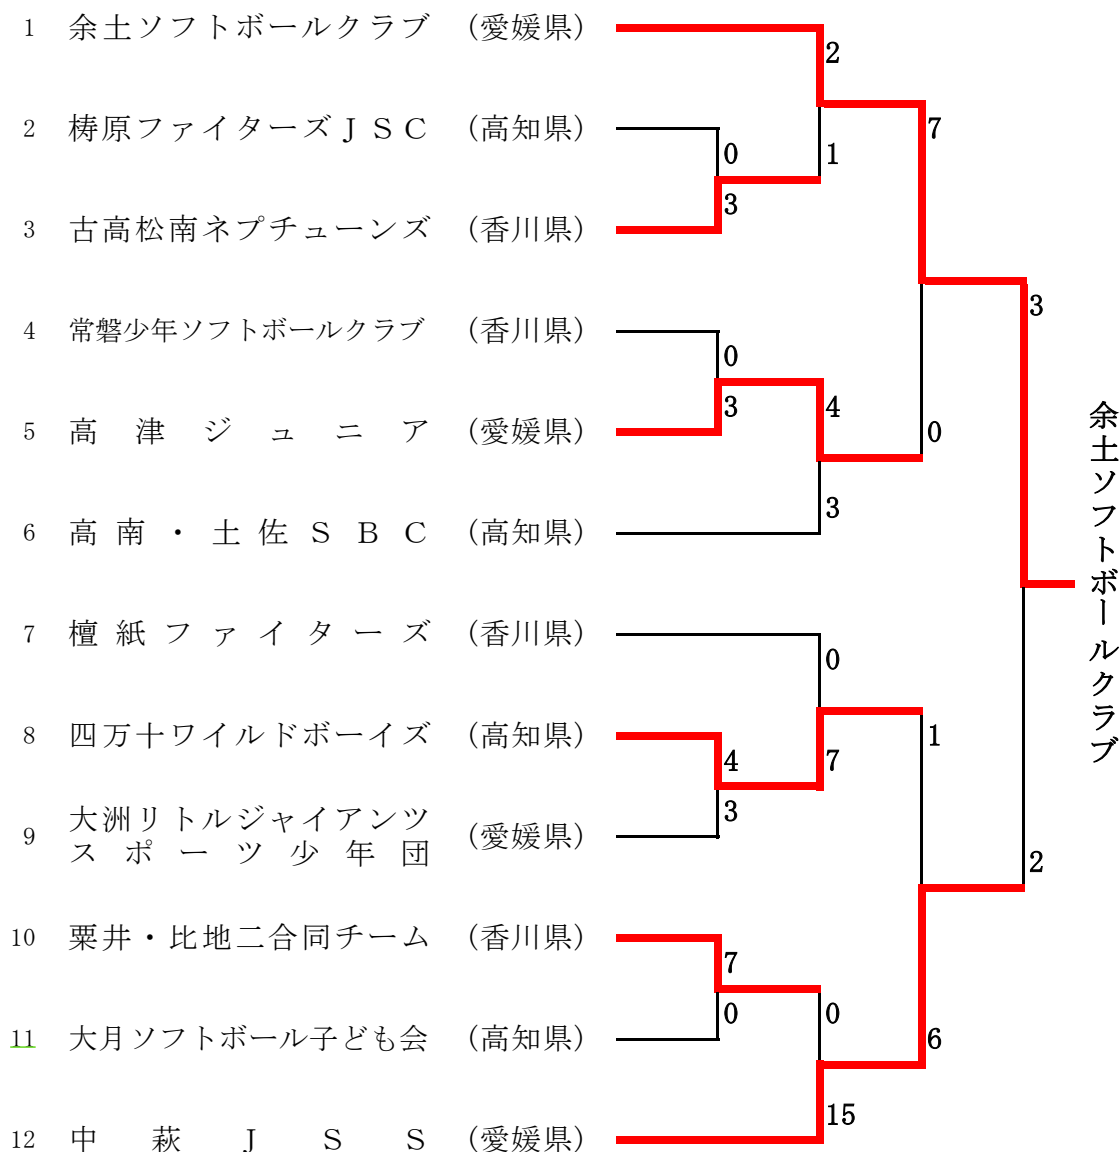 1 余土ソフトボールクラブ (愛媛県)
2
2 梼原ファイターズJSC (高知県)
7
0
1
3
3 古高松南ネプチューンズ (香川県)
3
4 常磐少年ソフトボールクラブ (香川県)
0
3
4
5 高津ジュニア (愛媛県)
0
3
6 高南・土佐SBC (高知県)
余土ソフトボールクラブ
7 檀紙ファイターズ (香川県)
0
8 四万十ワイルドボーイズ (高知県)
1
4
7
3
大洲リトルジャイアンツ
9 スポーツ少年団 (愛媛県)
2
10 粟井・比地二合同チーム (香川県)
7
0
0
11 大月ソフトボール子ども会 (高知県)
6
15
12 中萩JSS (愛媛県)